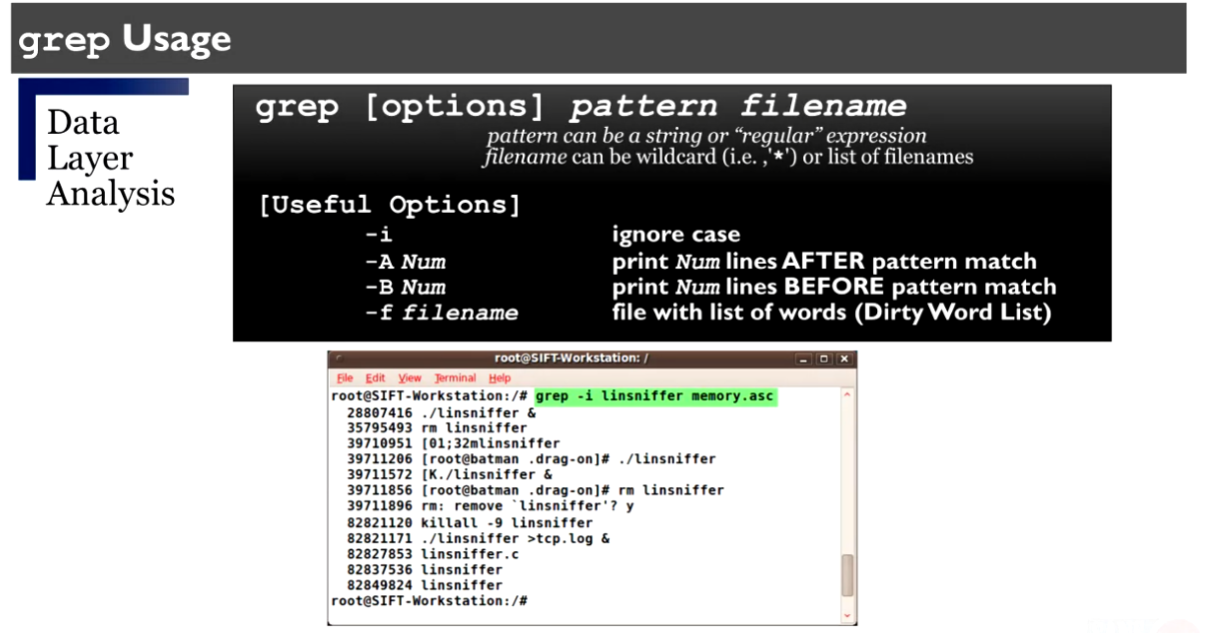 grep Usage
Data
Layer
Analysis
grep [options] pattern filename
pattern can be a string or “regular” expression
filename can be wildcard (i.e. ,'*') or list of filenames
[Useful Options]
-i ignore case
-A Num print Num lines AFTER pattern match
-B Num print Num lines BEFORE pattern match
-f filename file with list of words (Dirty Word List)
root@SIFT-Workstation: /
File Edit View Terminal Help
root@SIFT-Workstation:/# grep -i linsniffer memory.asc
28807416 ./linsniffer &
35795493 rm linsniffer
39710951 [01;32mlinsniffer
39711206 [root@batman .drag-on]# ./linsniffer
39711572 [K./linsniffer &
39711856 [root@batman .drag-on]# rm linsniffer
39711896 rm: remove `linsniffer'? y
82821120 killall -9 linsniffer
82821171 ./linsniffer >tcp.log &
82827853 linsniffer.c
82837536 linsniffer
82849824 linsniffer
root@SIFT-Workstation:/#